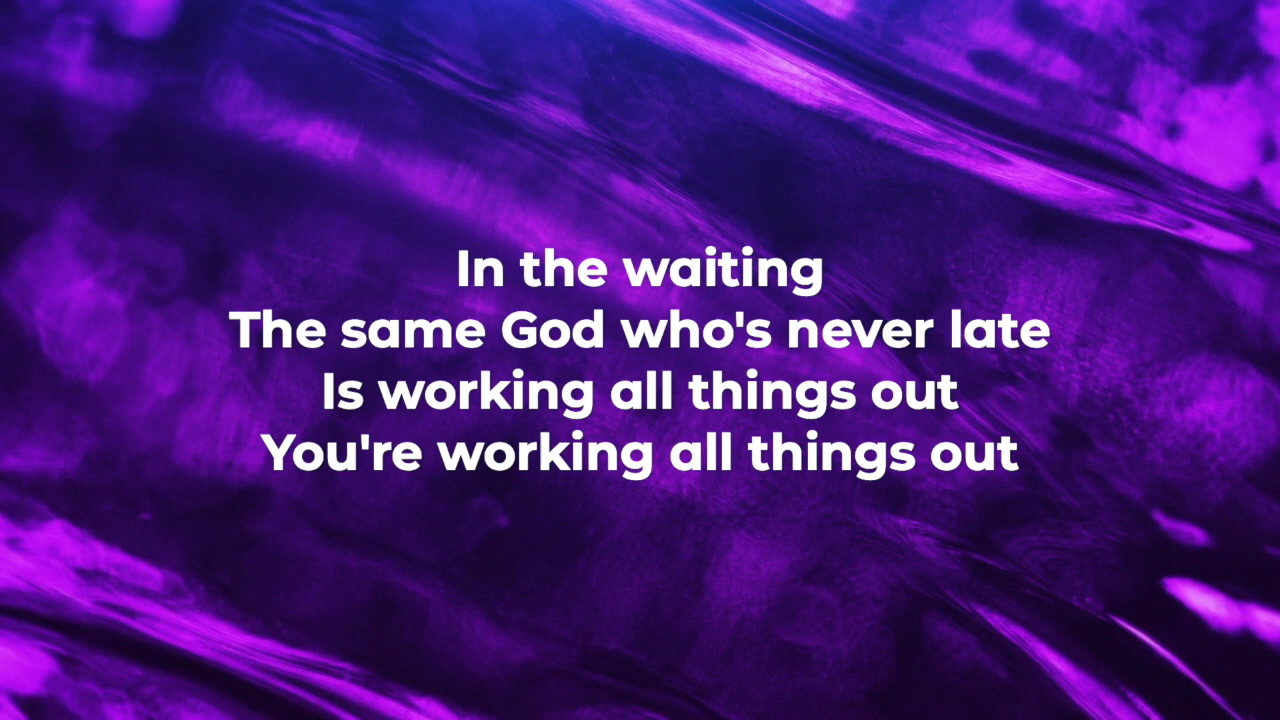 In the waiting
The same God who's never late
Is working all things out
You're working all things out